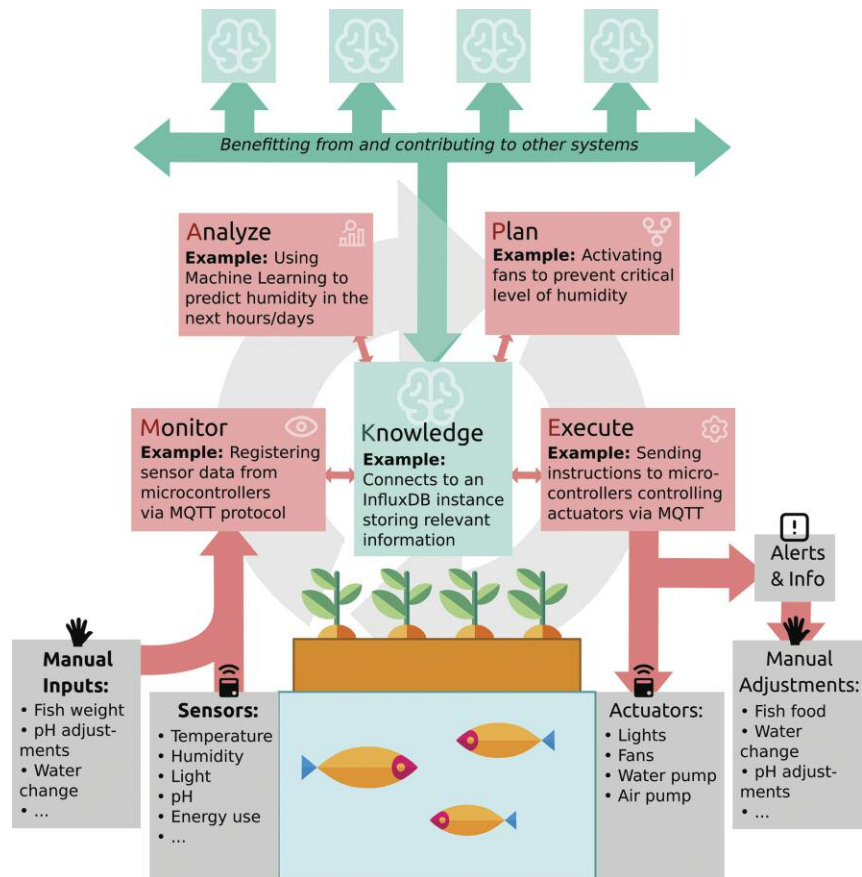 Benefitting from and contributing to other systems
Analyze
Example: Using
Machine Learning to
predict humidity in the
next hours/days
Plan
Example: Activating
fans to prevent critical
level of humidity
Monitor
Example: Registering
sensor data from
microcontrollers
via MQTT protocol
Knowledge
Example:
Connects to an
InfluxDB instance
storing relevant
information
Execute
Example: Sending
instructions to micro-
controllers controlling
actuators via MQTT
Alerts
& Info
Manual
Inputs:
• Fish weight
• pH adjust-
ments
• Water
change
• ...
Sensors:
• Temperature
• Humidity
• Light
• pH
• Energy use
• ...
Actuators:
• Lights
• Fans
• Water pump
• Air pump
Manual
Adjustments:
• Fish food
• Water
change
• pH adjust-
ments
• ...